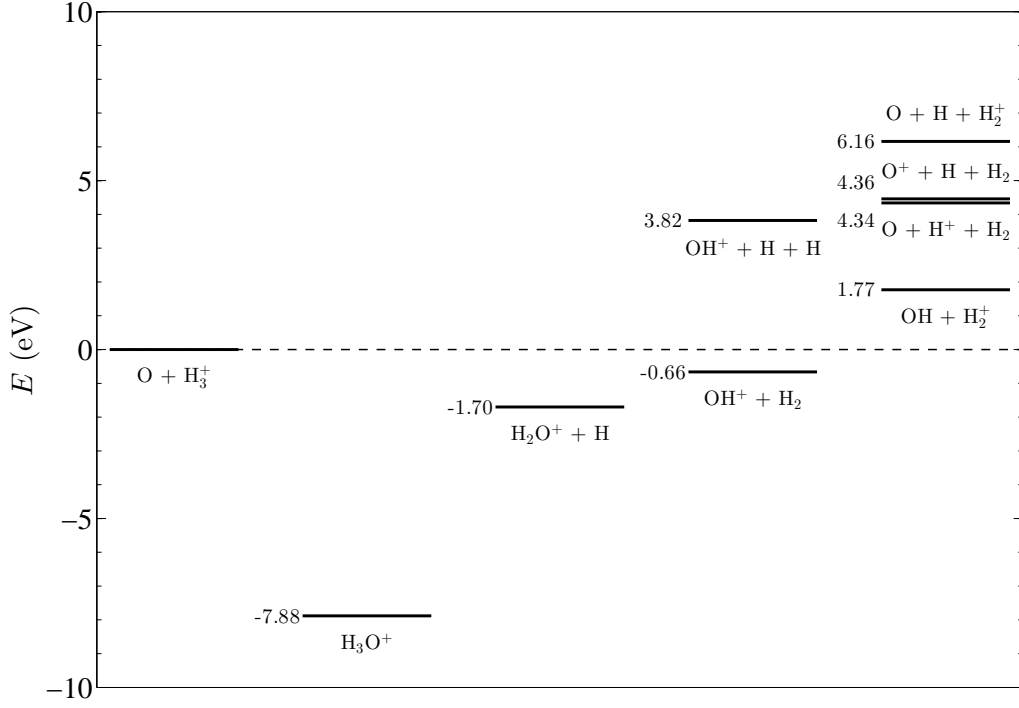 10
O + H + H₂⁺
6.16
O⁺ + H + H₂
4.36
5
3.82
4.34
O + H⁺ + H₂
OH⁺ + H + H
1.77
OH + H₂⁺
E (eV)
0
O + H₃⁺
-0.66
OH⁺ + H₂
-1.70
H₂O⁺ + H
−5
-7.88
H₃O⁺
−10